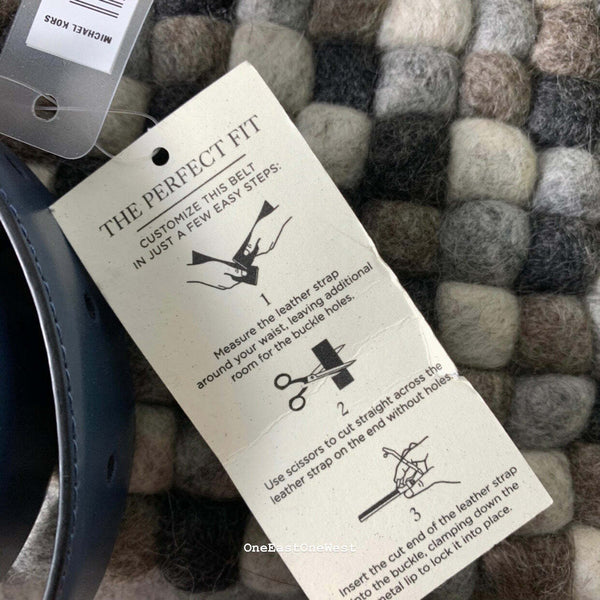 MICHAEL KORS
THE PERFECT FIT
CUSTOMIZE THIS BELT
IN JUST A FEW EASY STEPS:
1
Measure the leather strap
around your waist, leaving additional
room for the buckle holes.
2
Use scissors to cut straight across the
leather strap on the end without holes.
3
Insert the cut end of the leather strap
into the buckle, clamping down the
metal lip to lock it into place.
OneEastOneWest